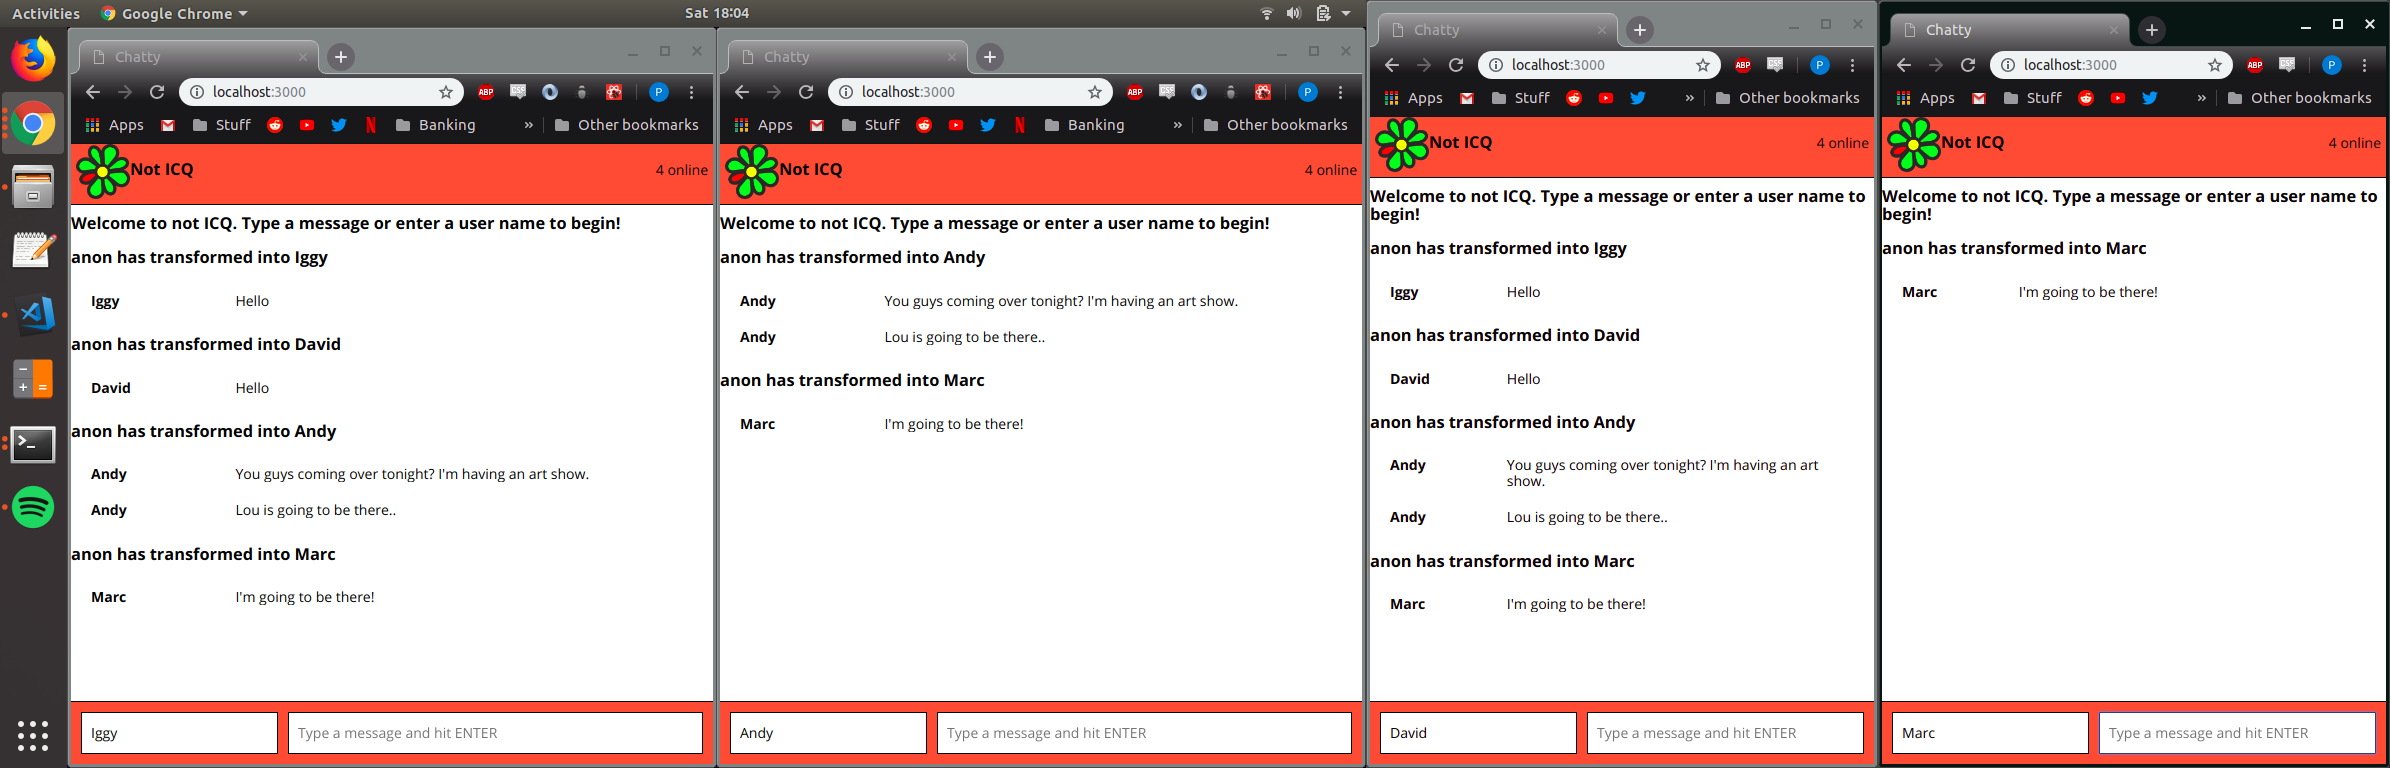 Activities Google Chrome Sat 18:04
Chatty
localhost:3000 ABP GSF P
Apps Stuff Banking » Other bookmarks
Not ICQ 4 online
Welcome to not ICQ. Type a message or enter a user name to begin!
anon has transformed into Iggy
Iggy Hello
anon has transformed into David
David Hello
anon has transformed into Andy
Andy You guys coming over tonight? I'm having an art show.
Andy Lou is going to be there..
anon has transformed into Marc
Marc I'm going to be there!
Iggy Type a message and hit ENTER
Chatty
localhost:3000 ABP GSF P
Apps Stuff Banking » Other bookmarks
Not ICQ 4 online
Welcome to not ICQ. Type a message or enter a user name to begin!
anon has transformed into Andy
Andy You guys coming over tonight? I'm having an art show.
Andy Lou is going to be there..
anon has transformed into Marc
Marc I'm going to be there!
Andy Type a message and hit ENTER
Chatty
localhost:3000 ABP GSF P
Apps Stuff » Other bookmarks
Not ICQ 4 online
Welcome to not ICQ. Type a message or enter a user name to
begin!
anon has transformed into Iggy
Iggy Hello
anon has transformed into David
David Hello
anon has transformed into Andy
Andy You guys coming over tonight? I'm having an art
show.
Andy Lou is going to be there..
anon has transformed into Marc
Marc I'm going to be there!
David Type a message and hit ENTER
Chatty
localhost:3000 ABP GSF P
Apps Stuff » Other bookmarks
Not ICQ 4 online
Welcome to not ICQ. Type a message or enter a user name to
begin!
anon has transformed into Marc
Marc I'm going to be there!
Marc Type a message and hit ENTER